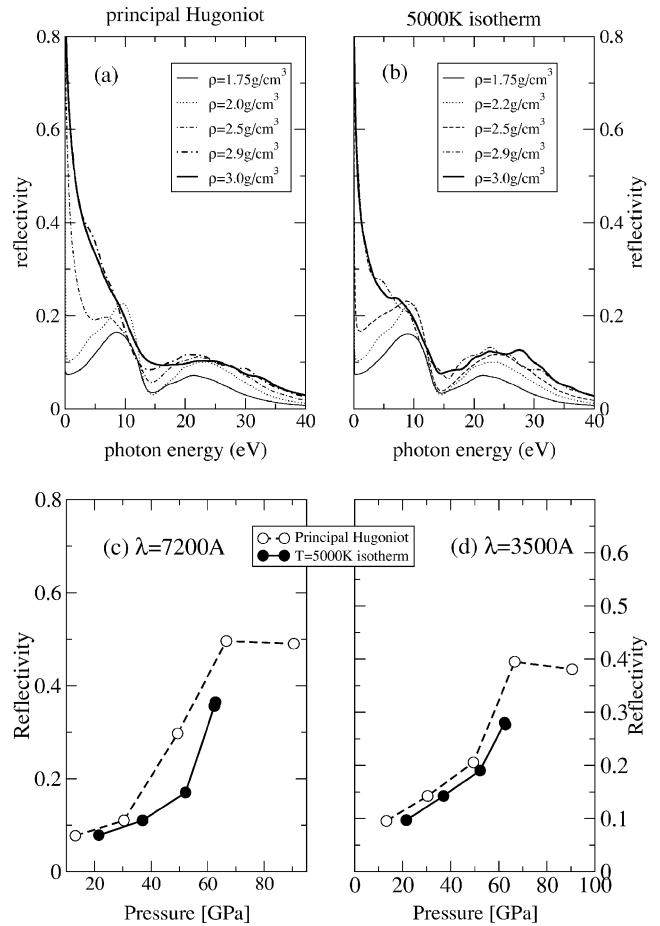 principal Hugoniot
5000K isotherm
0.8
0.6
0.4
0.2
0
reflectivity
(a)
ρ=1.75g/cm³
ρ=2.0g/cm³
ρ=2.5g/cm³
ρ=2.9g/cm³
ρ=3.0g/cm³
0 10 20 30 40
photon energy (eV)
(b)
ρ=1.75g/cm³
ρ=2.2g/cm³
ρ=2.5g/cm³
ρ=2.9g/cm³
ρ=3.0g/cm³
0.8
0.6
0.4
0.2
0
reflectivity
0 10 20 30 40
photon energy (eV)
0.8
0.6
0.4
0.2
0
Reflectivity
(c) λ=7200A
Principal Hugoniot
T=5000K isotherm
20 40 60 80
Pressure [GPa]
(d) λ=3500A
0.6
0.5
0.4
0.3
0.2
0.1
0
Reflectivity
0 20 40 60 80 100
Pressure [GPa]